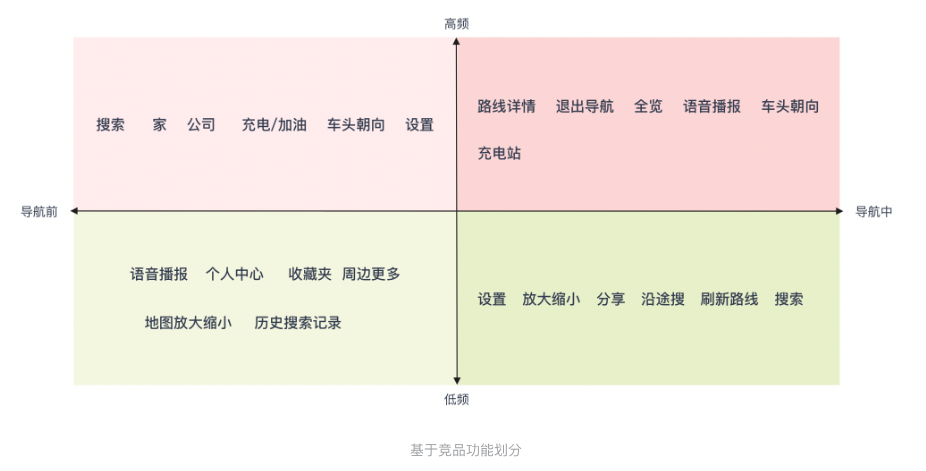 高频
搜索 家 公司 充电/加油 车头朝向 设置
路线详情 退出导航 全览 语音播报 车头朝向
充电站
导航前
导航中
语音播报 个人中心 收藏夹 周边更多
地图放大缩小 历史搜索记录
设置 放大缩小 分享 沿途搜 刷新路线 搜索
低频
基于竞品功能划分